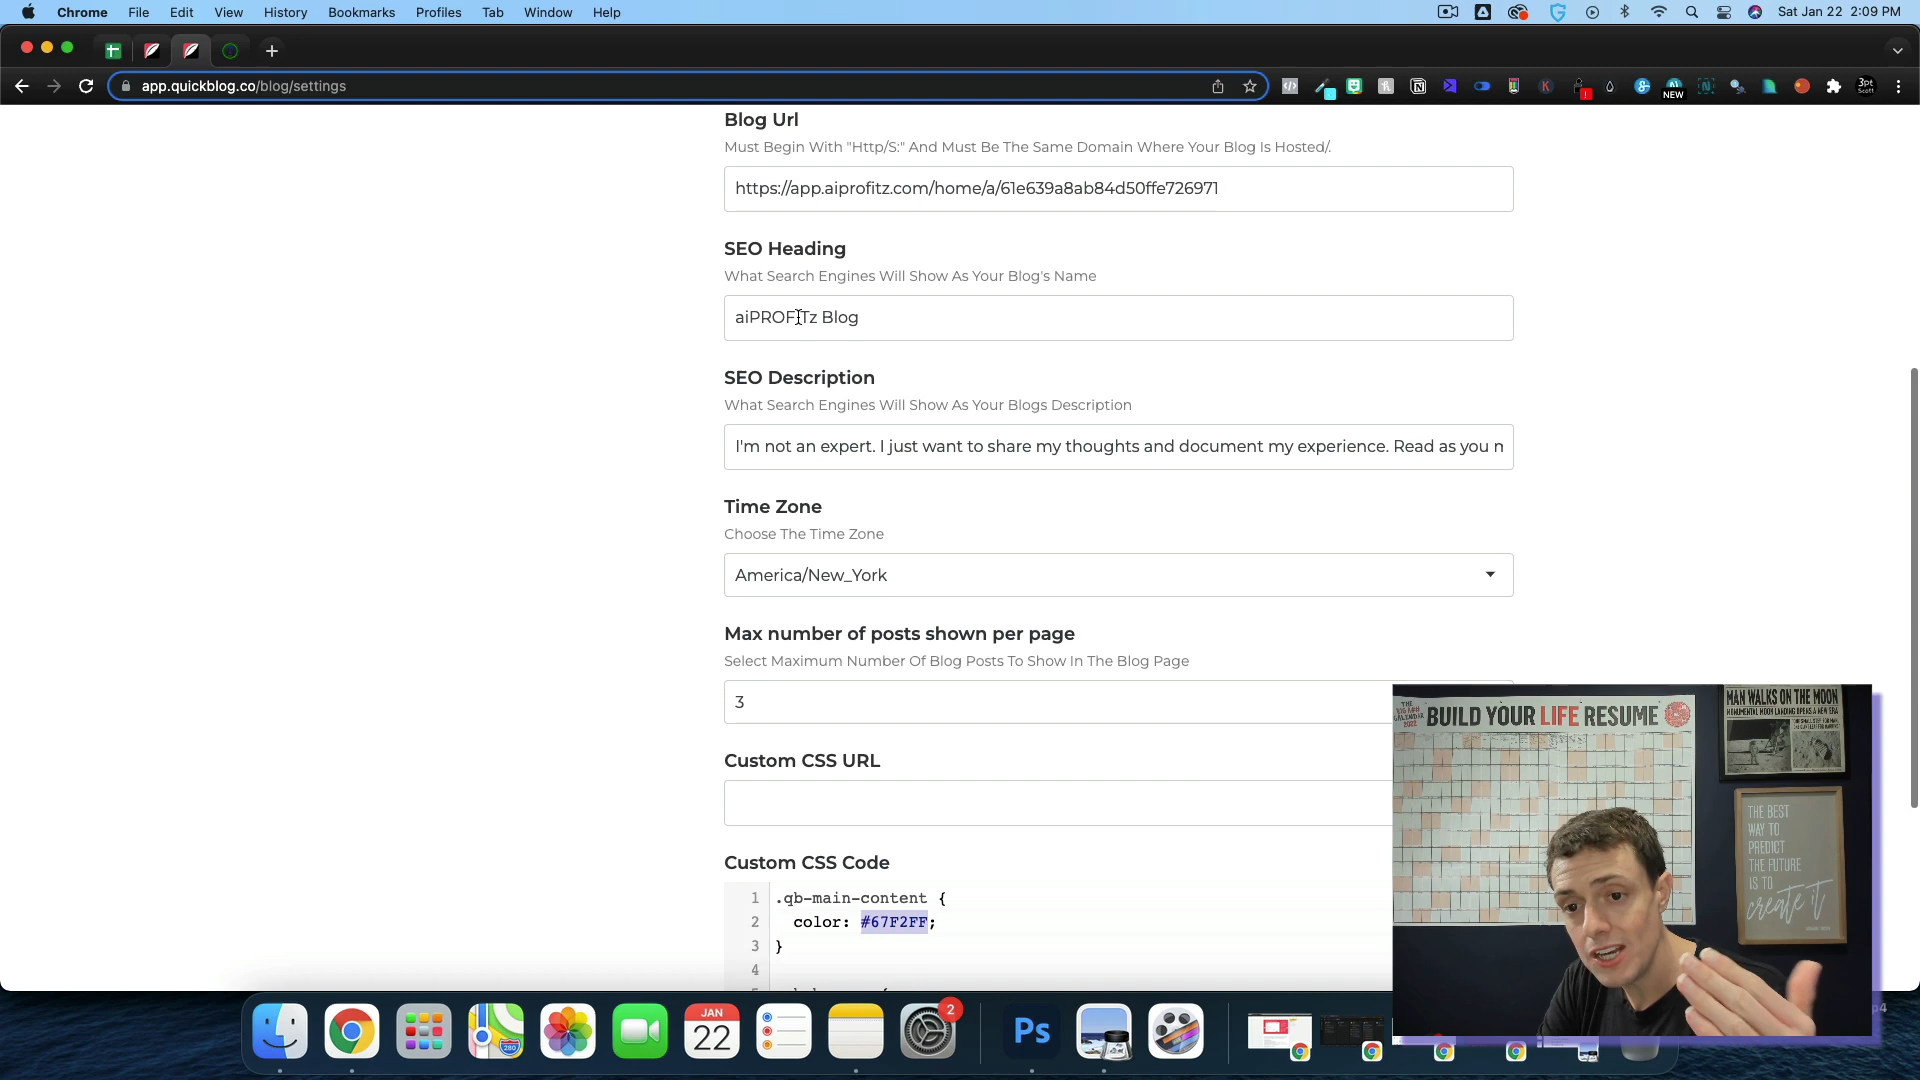 Chrome File Edit View History Bookmarks Profiles Tab Window Help
Sat Jan 22 2:09 PM
app.quickblog.co/blog/settings
NEW
3pt
Scott
Blog Url
Must Begin With "Http/S:" And Must Be The Same Domain Where Your Blog Is Hosted/.
https://app.aiprofitz.com/home/a/61e639a8ab84d50ffe726971
SEO Heading
What Search Engines Will Show As Your Blog's Name
aiPROFITz Blog
SEO Description
What Search Engines Will Show As Your Blogs Description
I'm not an expert. I just want to share my thoughts and document my experience. Read as you n
Time Zone
Choose The Time Zone
America/New_York
Max number of posts shown per page
Select Maximum Number Of Blog Posts To Show In The Blog Page
3
Custom CSS URL
Custom CSS Code
1 .qb-main-content {
2 color: #67F2FF;
3 }
4
BUILD YOUR LIFE RESUME
MAN WALKS ON THE MOON
THE BEST
WAY TO
PREDICT
THE FUTURE
IS TO
create it
JAN
22
280
2
Ps